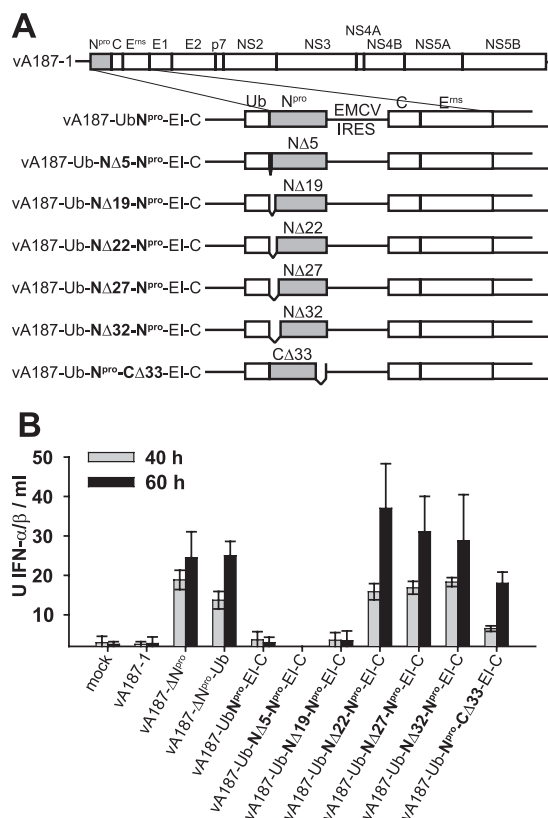 A
NS4A
Nᵖʳᵒ C Eʳⁿˢ E1 E2 p7 NS2 NS3 NS4B NS5A NS5B
vA187-1
Ub Nᵖʳᵒ EMCV C Eʳⁿˢ
vA187-UbNᵖʳᵒ-EI-C
IRES
NΔ5
vA187-Ub-NΔ5-Nᵖʳᵒ-EI-C
NΔ19
vA187-Ub-NΔ19-Nᵖʳᵒ-EI-C
NΔ22
vA187-Ub-NΔ22-Nᵖʳᵒ-EI-C
NΔ27
vA187-Ub-NΔ27-Nᵖʳᵒ-EI-C
NΔ32
vA187-Ub-NΔ32-Nᵖʳᵒ-EI-C
CΔ33
vA187-Ub-Nᵖʳᵒ-CΔ33-EI-C
B
U IFN-α/β / ml
50
40
30
20
10
40 h
60 h
mock
vA187-1
vA187-ΔNᵖʳᵒ
vA187-ΔNᵖʳᵒ-Ub
vA187-UbNᵖʳᵒ-EI-C
vA187-Ub-NΔ5-Nᵖʳᵒ-EI-C
vA187-Ub-NΔ19-Nᵖʳᵒ-EI-C
vA187-Ub-NΔ22-Nᵖʳᵒ-EI-C
vA187-Ub-NΔ27-Nᵖʳᵒ-EI-C
vA187-Ub-NΔ32-Nᵖʳᵒ-EI-C
vA187-Ub-Nᵖʳᵒ-CΔ33-EI-C